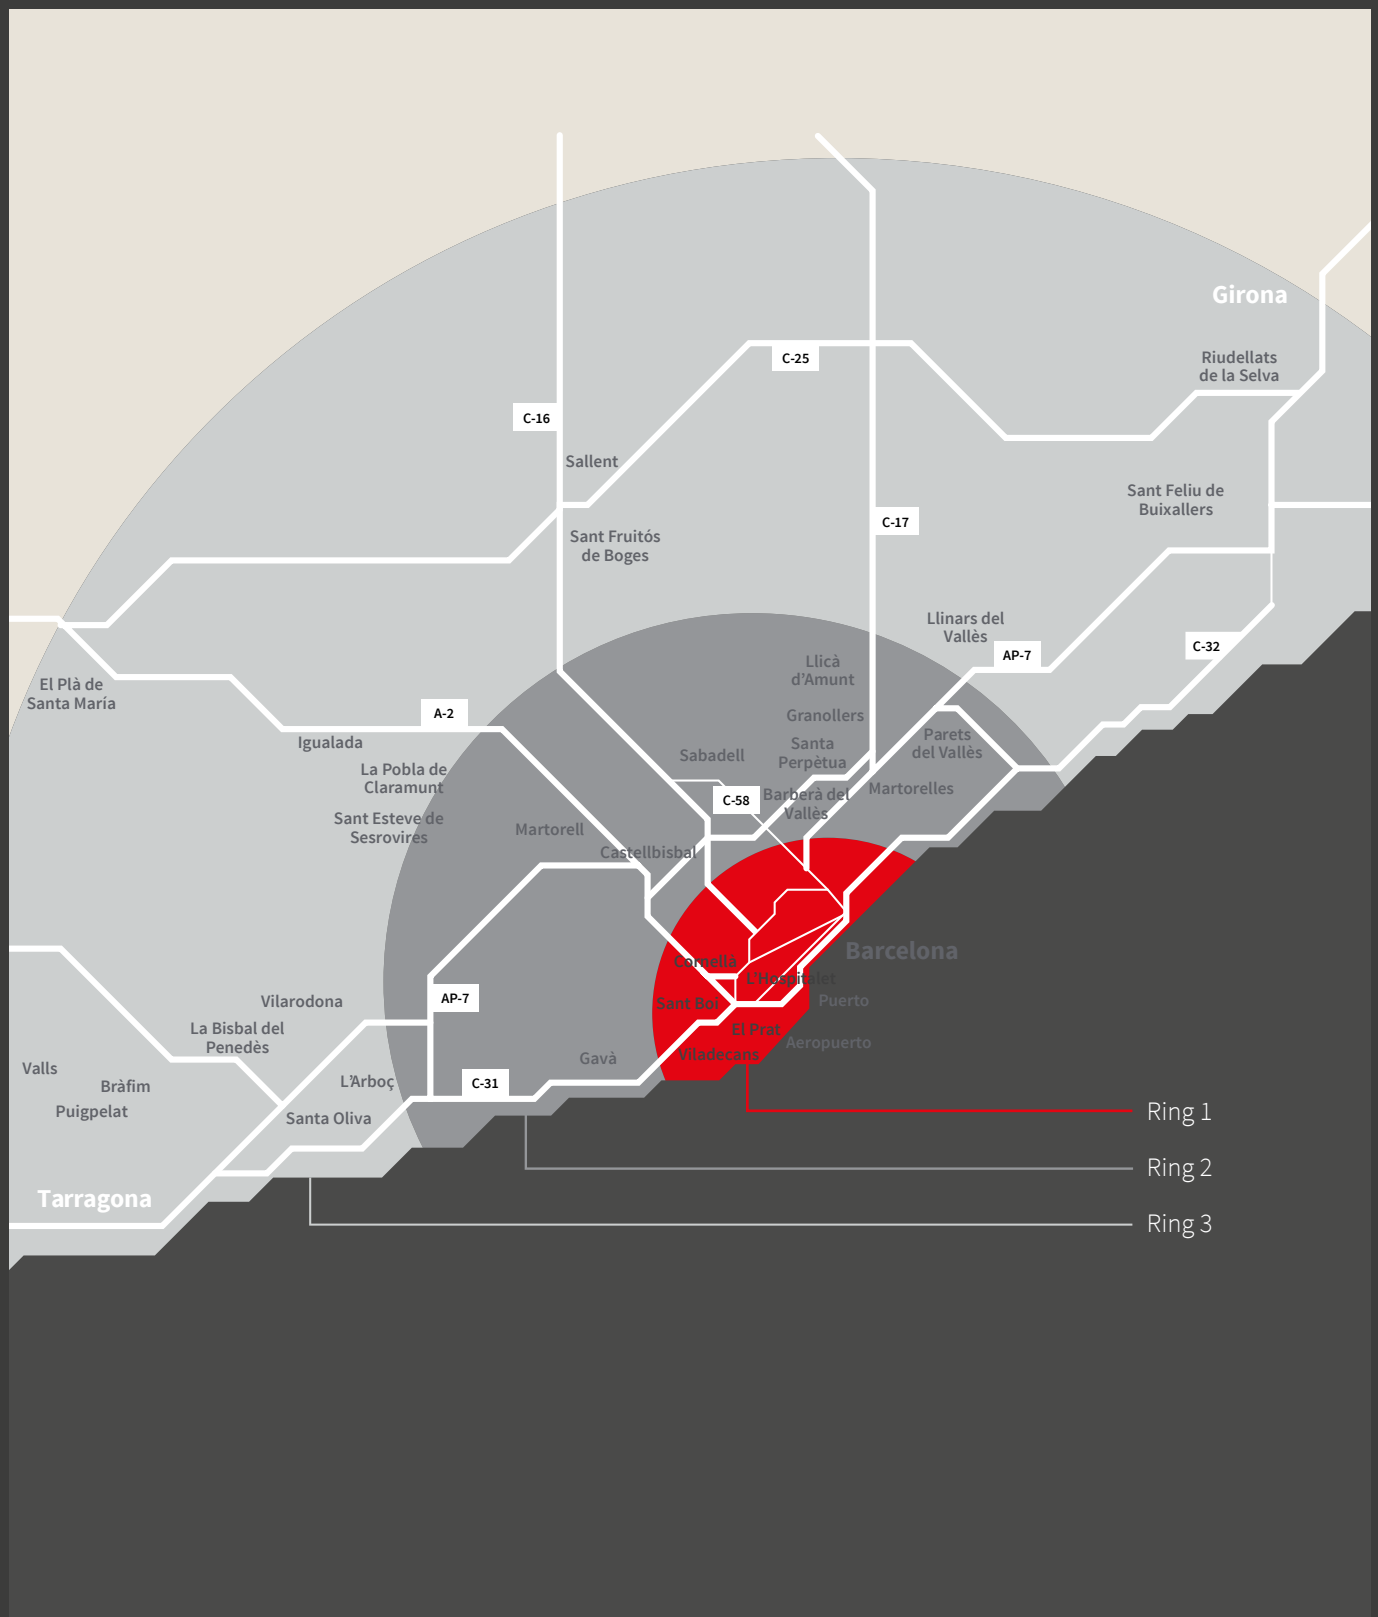 Girona
Riudellats
de la Selva
C-25
C-16
Sallent
Sant Feliu de
Buixallers
C-17
Sant Fruitós
de Boges
Llinars del
Vallès
AP-7
C-32
Llicà
d'Amunt
El Plà de
Santa María
A-2
Granollers
Igualada
Santa
Perpètua
Parets
del Vallès
Sabadell
La Pobla de
Claramunt
C-58
Barberà del
Vallès
Martorelles
Sant Esteve de
Sesrovires
Martorell
Castellbisbal
Barcelona
Cornellá
L'Hospitalet
AP-7
Vilarodona
Sant Boi
Puerto
La Bisbal del
Penedès
El Prat
Aeropuerto
Viladecans
Gavà
Valls
Bràfim
L'Arboç
C-31
Puigpelat
Santa Oliva
Ring 1
Ring 2
Tarragona
Ring 3